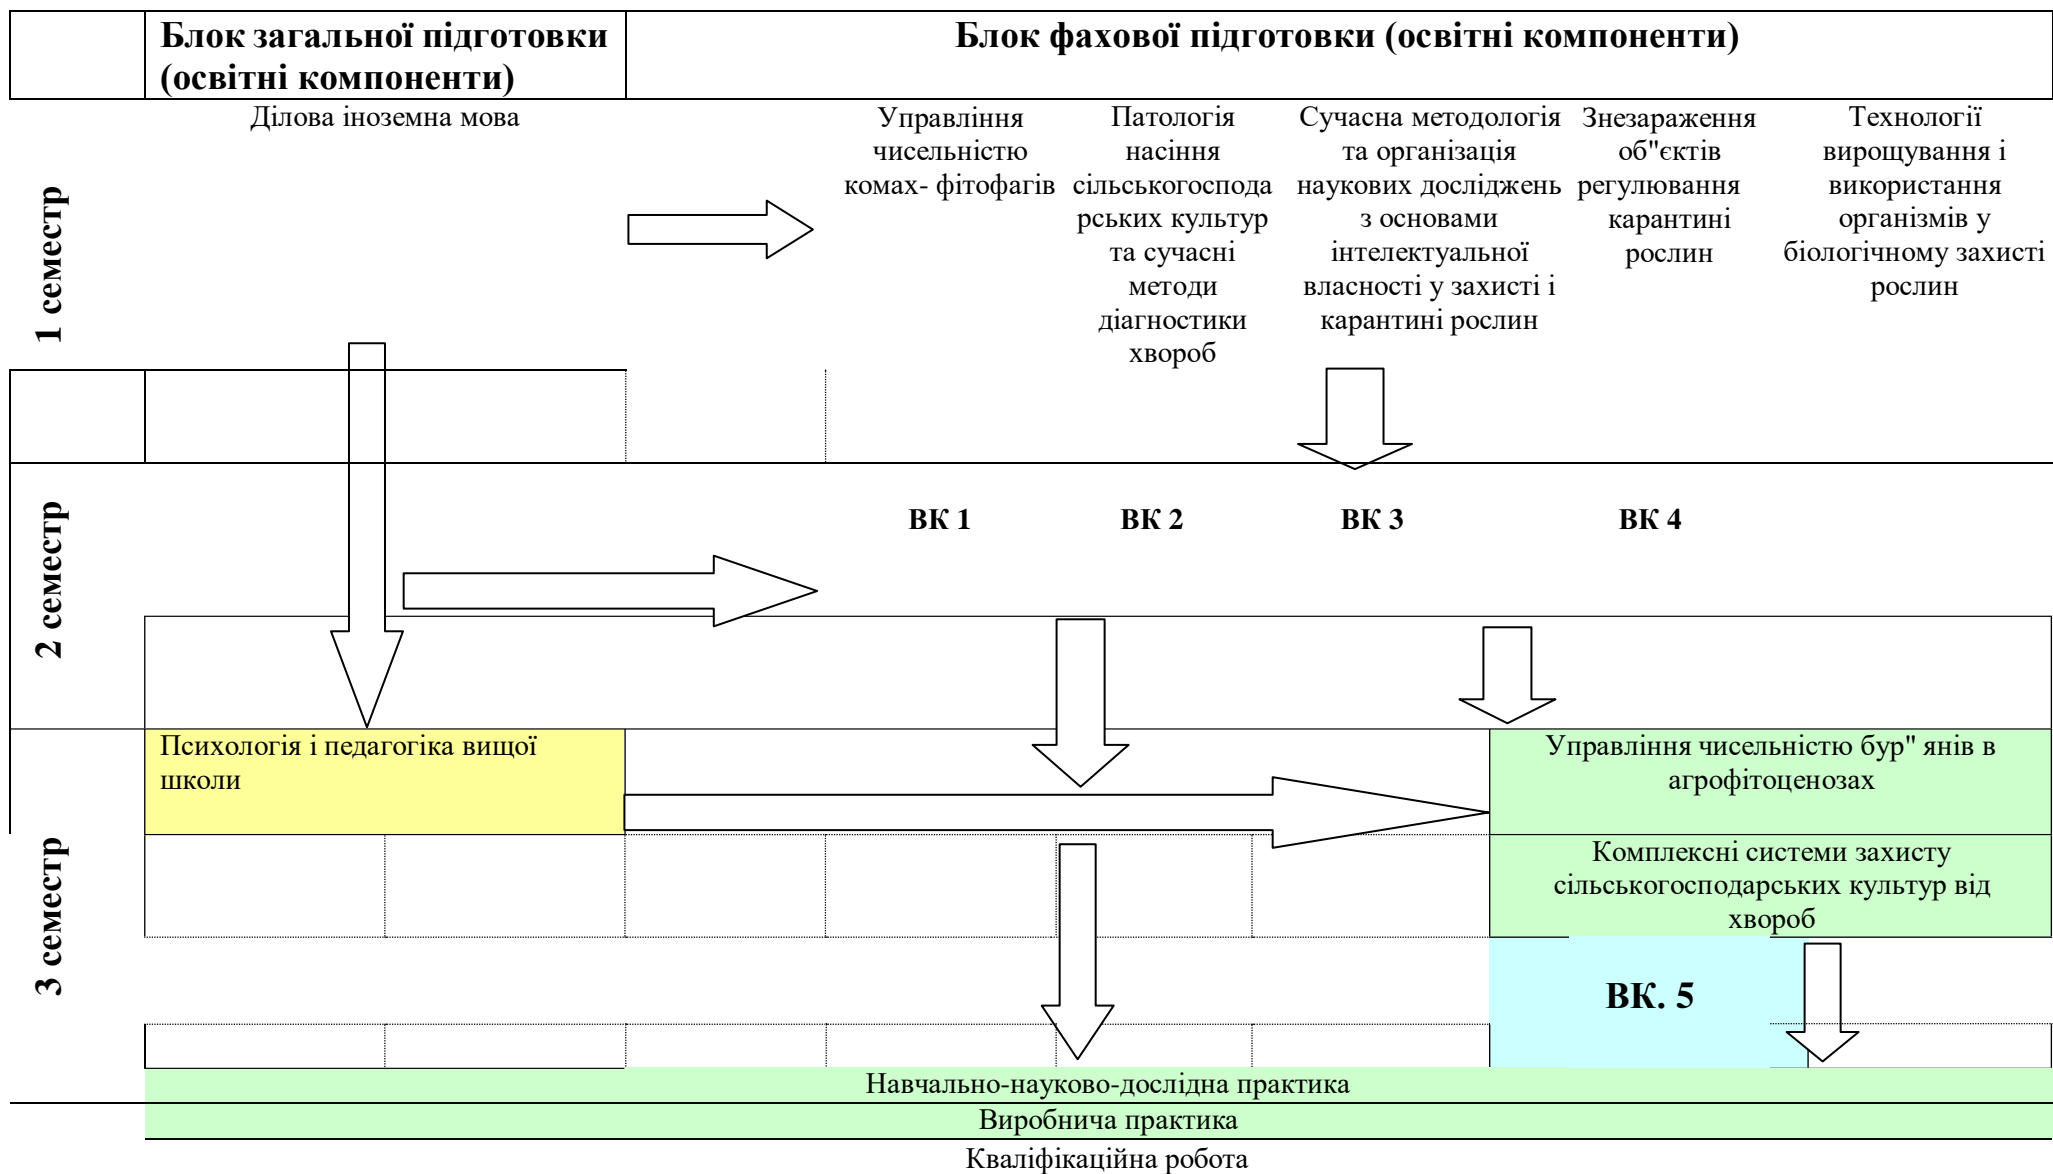 Блок загальної підготовки
(освітні компоненти)
Блок фахової підготовки (освітні компоненти)
1 семестр
Ділова іноземна мова
Управління
чисельністю
комах- фітофагів
Патологія
насіння
сільськогоспода
рських культур
та сучасні
методи
діагностики
хвороб
Сучасна методологія
та організація
наукових досліджень
з основами
інтелектуальної
власності у захисті і
карантині рослин
Знезараження
об"єктів
регулювання
карантині
рослин
Технології
вирощування і
використання
організмів у
біологічному захисті
рослин
2 семестр
ВК 1
ВК 2
ВК 3
ВК 4
3 семестр
Психологія і педагогіка вищої
школи
Управління чисельністю бур" янів в
агрофітоценозах
Комплексні системи захисту
сільськогосподарських культур від
хвороб
ВК. 5
Навчально-науково-дослідна практика
Виробнича практика
Кваліфікаційна робота